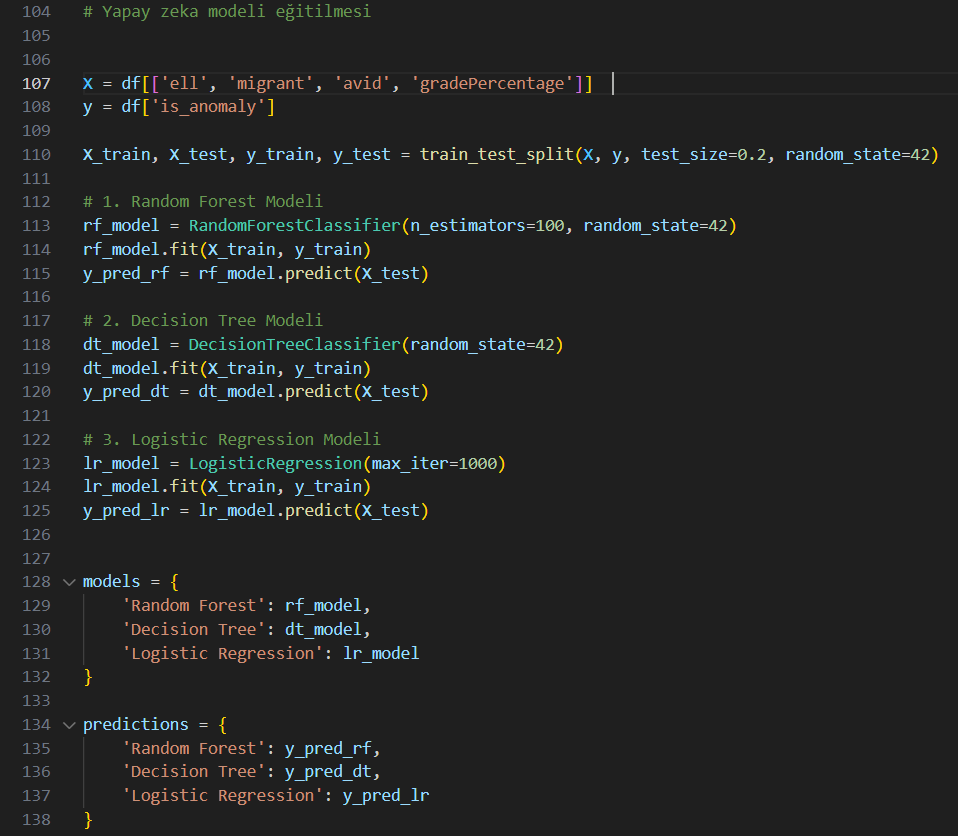 104 # Yapay zeka modeli eğitilmesi
105
106
107 X = df[['ell', 'migrant', 'avid', 'gradePercentage']]
108 y = df['is_anomaly']
109
110 X_train, X_test, y_train, y_test = train_test_split(X, y, test_size=0.2, random_state=42)
111
112 # 1. Random Forest Modeli
113 rf_model = RandomForestClassifier(n_estimators=100, random_state=42)
114 rf_model.fit(X_train, y_train)
115 y_pred_rf = rf_model.predict(X_test)
116
117 # 2. Decision Tree Modeli
118 dt_model = DecisionTreeClassifier(random_state=42)
119 dt_model.fit(X_train, y_train)
120 y_pred_dt = dt_model.predict(X_test)
121
122 # 3. Logistic Regression Modeli
123 lr_model = LogisticRegression(max_iter=1000)
124 lr_model.fit(X_train, y_train)
125 y_pred_lr = lr_model.predict(X_test)
126
127
128 models = {
129     'Random Forest': rf_model,
130     'Decision Tree': dt_model,
131     'Logistic Regression': lr_model
132 }
133
134 predictions = {
135     'Random Forest': y_pred_rf,
136     'Decision Tree': y_pred_dt,
137     'Logistic Regression': y_pred_lr
138 }